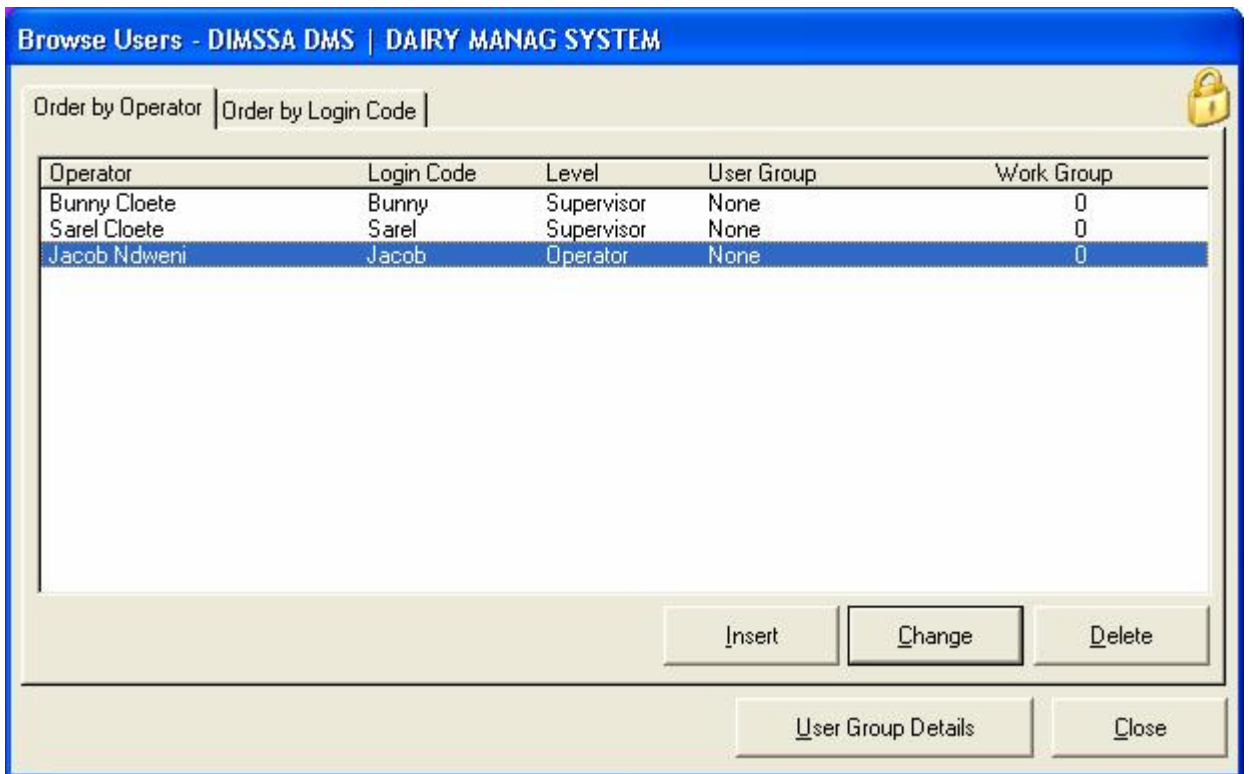 Browse Users - DIMSSA DMS | DAIRY MANAG SYSTEM
Order by Operator Order by Login Code
Operator Login Code Level User Group Work Group
Bunny Cloete Bunny Supervisor None 0
Sarel Cloete Sarel Supervisor None 0
Jacob Ndweni Jacob Operator None 0
Insert Change Delete
User Group Details Close